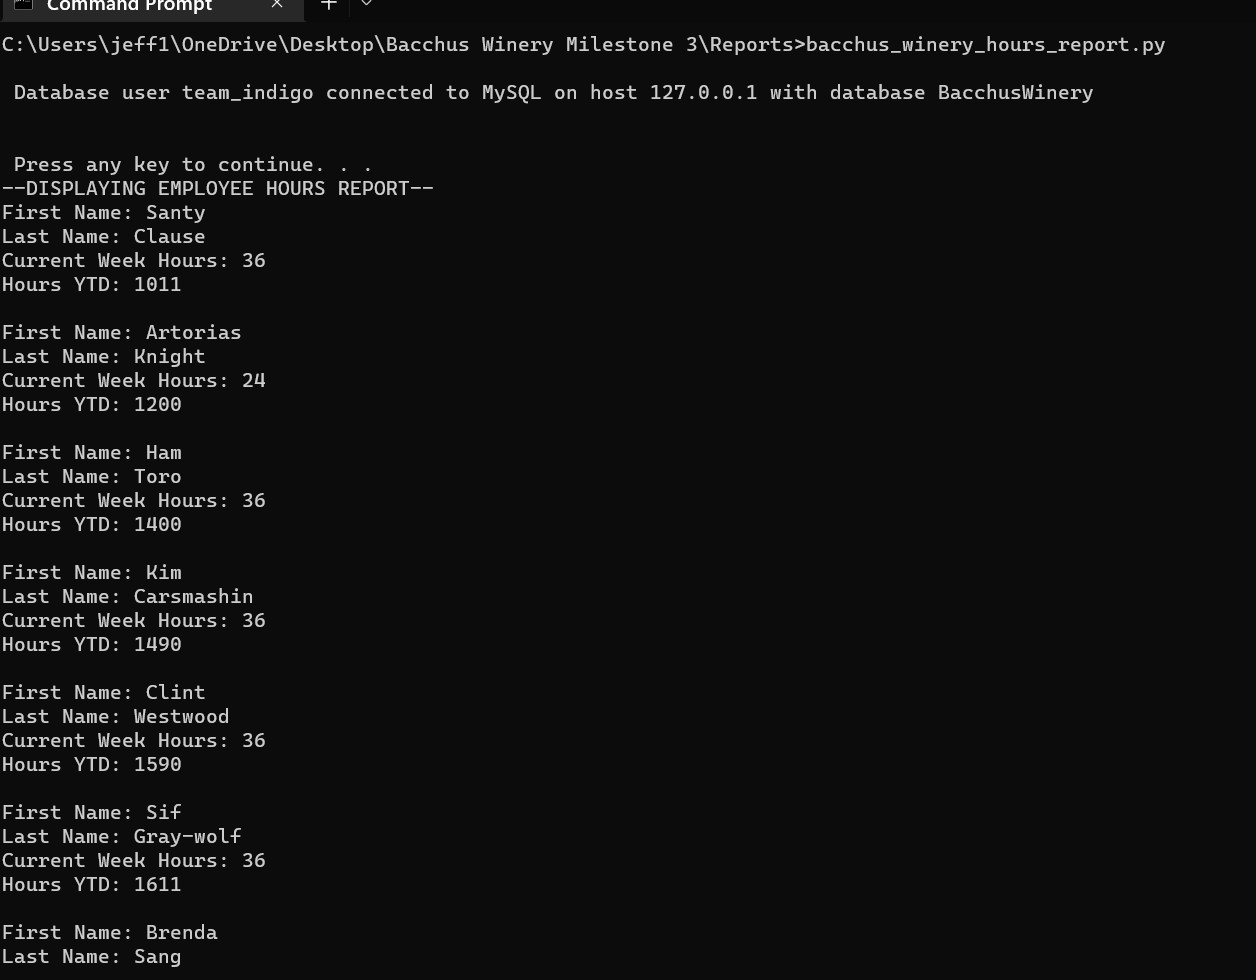 Command Prompt
C:\Users\jeff1\OneDrive\Desktop\Bacchus Winery Milestone 3\Reports>bacchus_winery_hours_report.py
Database user team_indigo connected to MySQL on host 127.0.0.1 with database BacchusWinery
Press any key to continue. . .
--DISPLAYING EMPLOYEE HOURS REPORT--
First Name: Santy
Last Name: Clause
Current Week Hours: 36
Hours YTD: 1011
First Name: Artorias
Last Name: Knight
Current Week Hours: 24
Hours YTD: 1200
First Name: Ham
Last Name: Toro
Current Week Hours: 36
Hours YTD: 1400
First Name: Kim
Last Name: Carsmashin
Current Week Hours: 36
Hours YTD: 1490
First Name: Clint
Last Name: Westwood
Current Week Hours: 36
Hours YTD: 1590
First Name: Sif
Last Name: Gray-wolf
Current Week Hours: 36
Hours YTD: 1611
First Name: Brenda
Last Name: Sang